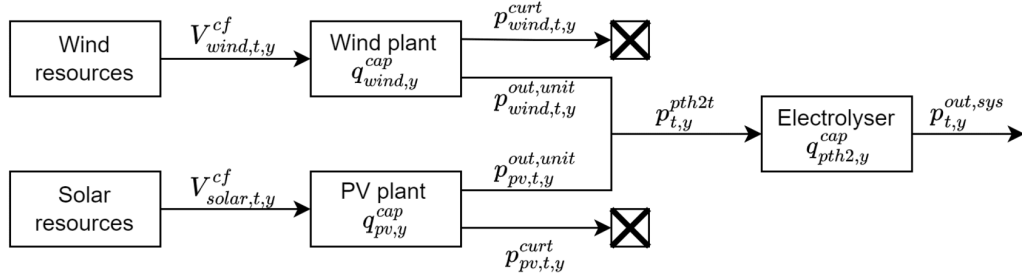 Wind
resources
V^{cf}_{wind,t,y}
Wind plant
q^{cap}_{wind,y}
p^{curt}_{wind,t,y}
p^{out,unit}_{wind,t,y}
p^{pth2t}_{t,y}
Electrolyser
q^{cap}_{pth2,y}
p^{out,sys}_{t,y}
Solar
resources
V^{cf}_{solar,t,y}
PV plant
q^{cap}_{pv,y}
p^{out,unit}_{pv,t,y}
p^{curt}_{pv,t,y}